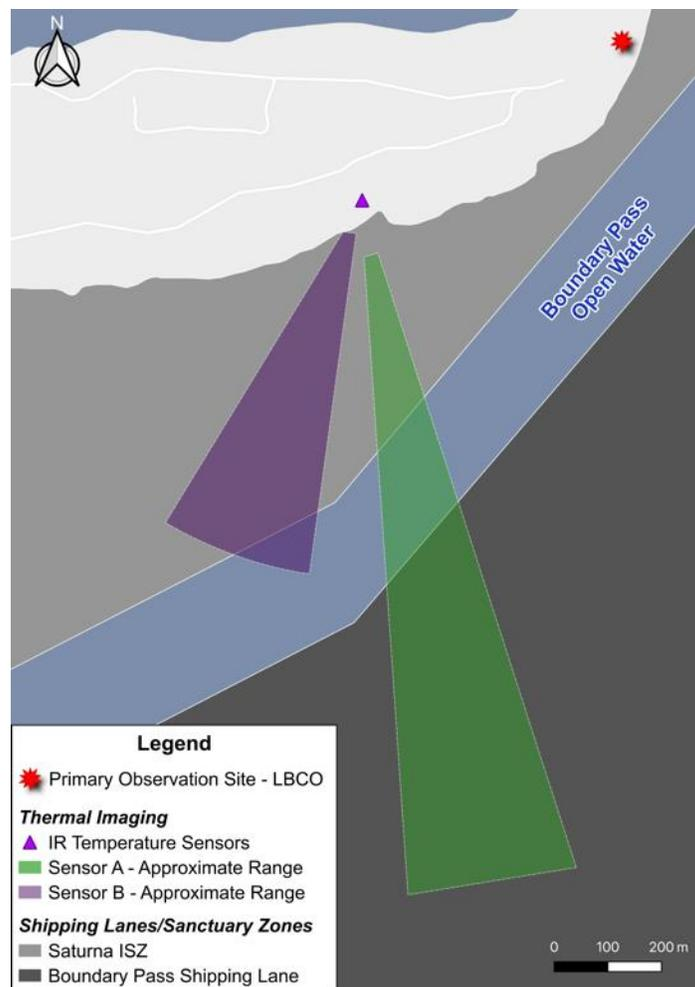 N
Boundary Pass
Open Water
Legend
Primary Observation Site - LBCO
Thermal Imaging
IR Temperature Sensors
Sensor A - Approximate Range
Sensor B - Approximate Range
Shipping Lanes/Sanctuary Zones
Saturna ISZ
Boundary Pass Shipping Lane
0 100 200 m